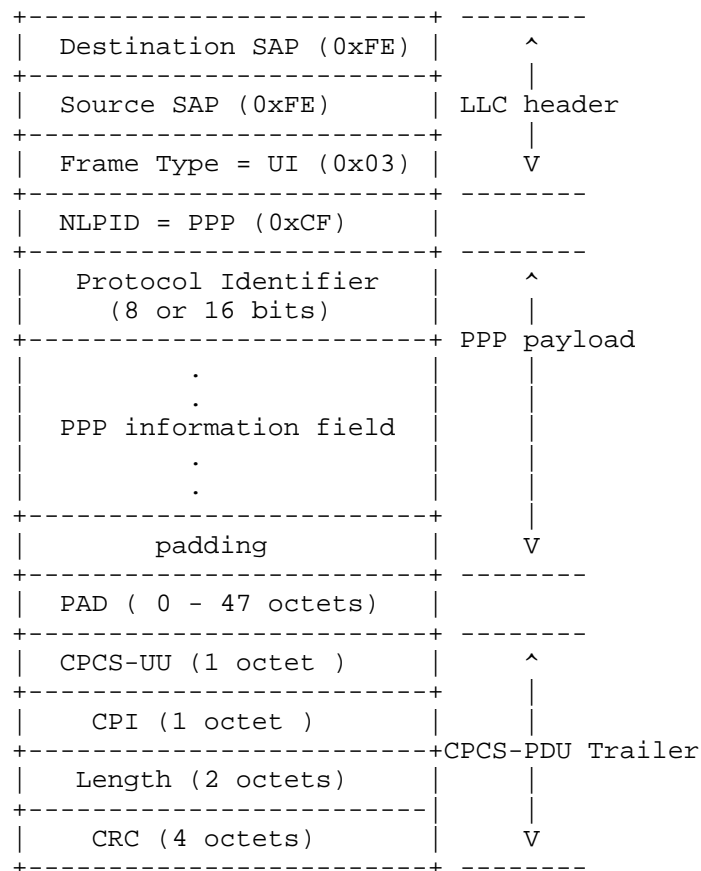 +-------------------------+ --------
| Destination SAP (0xFE) | ^
+-------------------------+ |
| Source SAP (0xFE) | LLC header
+-------------------------+ |
| Frame Type = UI (0x03) | V
+-------------------------+ --------
| NLPID = PPP (0xCF) |
+-------------------------+ --------
| Protocol Identifier | ^
| (8 or 16 bits) | |
+-------------------------+ PPP payload
| . | |
| . | |
| PPP information field | |
| . | |
| . | |
+-------------------------+ |
| padding | V
+-------------------------+ --------
| PAD ( 0 - 47 octets) |
+-------------------------+ --------
| CPCS-UU (1 octet ) | ^
+-------------------------+ |
| CPI (1 octet ) | |
+-------------------------+CPCS-PDU Trailer
| Length (2 octets) | |
+-------------------------| |
| CRC (4 octets) | V
+-------------------------+ --------